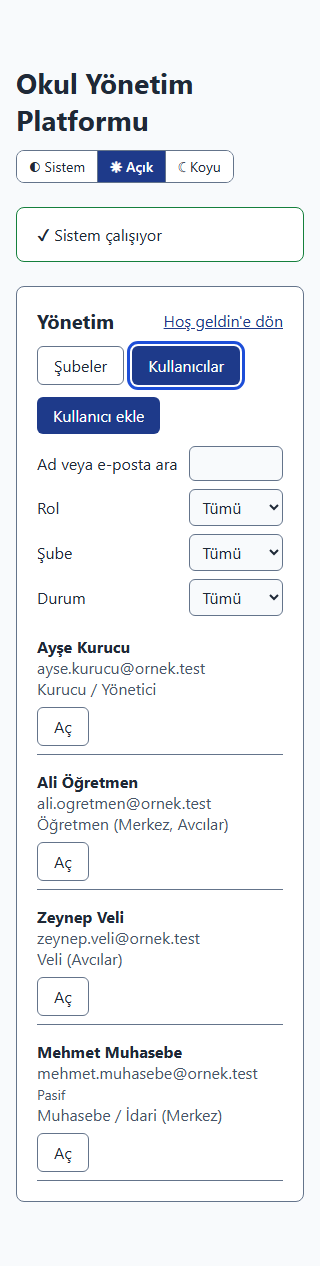 Okul Yönetim
Platformu
Sistem Açık Koyu
✓ Sistem çalışıyor
Yönetim Hoş geldin'e dön
Şubeler Kullanıcılar
Kullanıcı ekle
Ad veya e-posta ara
Rol Tümü
Şube Tümü
Durum Tümü
Ayşe Kurucu
ayse.kurucu@ornek.test
Kurucu / Yönetici
Aç
Ali Öğretmen
ali.ogretmen@ornek.test
Öğretmen (Merkez, Avcılar)
Aç
Zeynep Veli
zeynep.veli@ornek.test
Veli (Avcılar)
Aç
Mehmet Muhasebe
mehmet.muhasebe@ornek.test
Pasif
Muhasebe / İdari (Merkez)
Aç